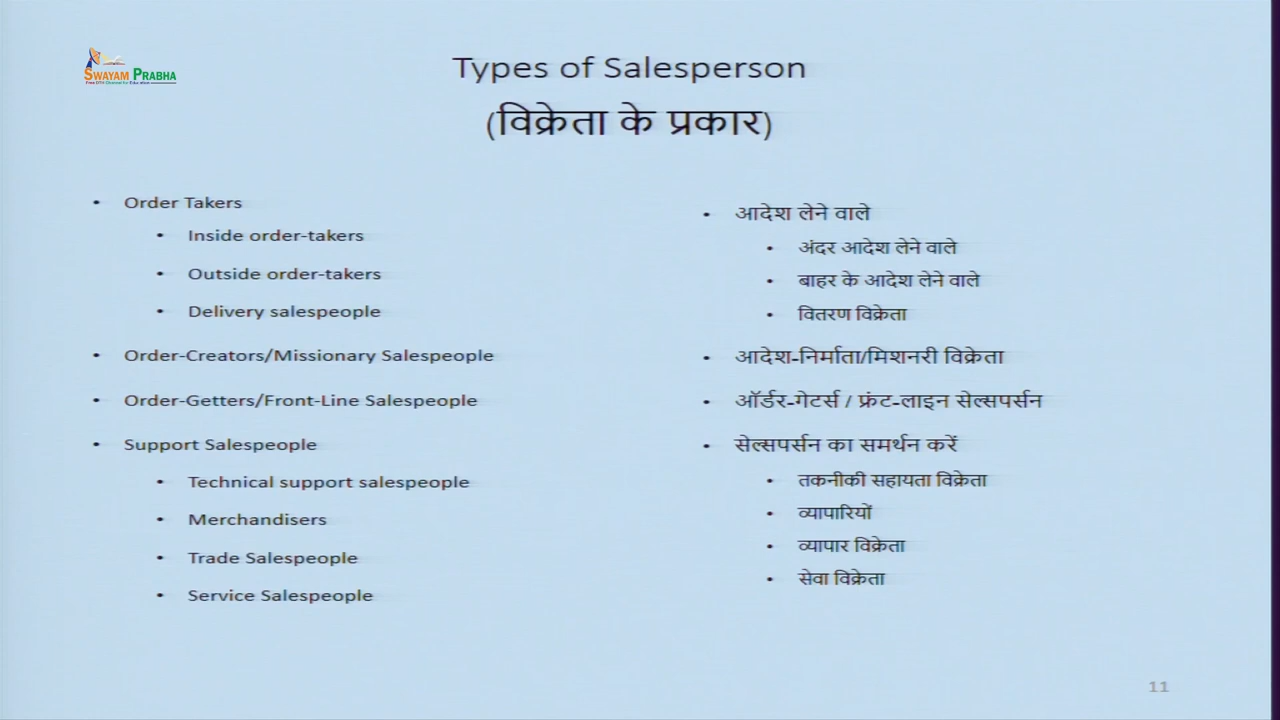 SWAYAM PRABHA
Types of Salesperson
(विक्रेता के प्रकार)
• Order Takers
• Inside order-takers
• Outside order-takers
• Delivery salespeople
• Order-Creators/Missionary Salespeople
• Order-Getters/Front-Line Salespeople
• Support Salespeople
• Technical support salespeople
• Merchandisers
• Trade Salespeople
• Service Salespeople
• आदेश लेने वाले
• अंदर आदेश लेने वाले
• बाहर के आदेश लेने वाले
• वितरण विक्रेता
• आदेश-निर्माता/मिशनरी विक्रेता
• ऑर्डर-गेटर्स / फ्रंट-लाइन सेल्सपर्सन
• सेल्सपर्सन का समर्थन करें
• तकनीकी सहायता विक्रेता
• व्यापारियों
• व्यापार विक्रेता
• सेवा विक्रेता
11